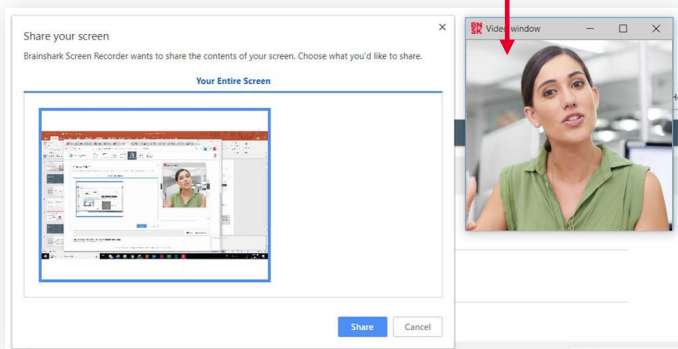 Share your screen
Brainshark Screen Recorder wants to share the contents of your screen. Choose what you'd like to share.
Your Entire Screen
Share
Cancel
BN
SK
Video window